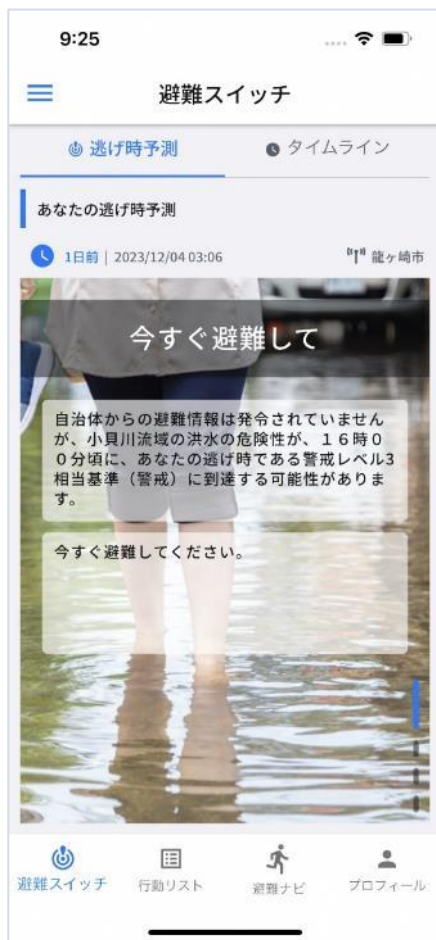 9:25
避難スイッチ
逃げ時予測
タイムライン
あなたの逃げ時予測
1日前 | 2023/12/04 03:06
龍ヶ崎市
今すぐ避難して
自治体からの避難情報は発令されていません
が、小貝川流域の洪水の危険性が、１６時０
０分頃に、あなたの逃げ時である警戒レベル3
相当基準（警戒）に到達する可能性がありま
す。
今すぐ避難してください。
避難スイッチ
行動リスト
避難ナビ
プロフィール